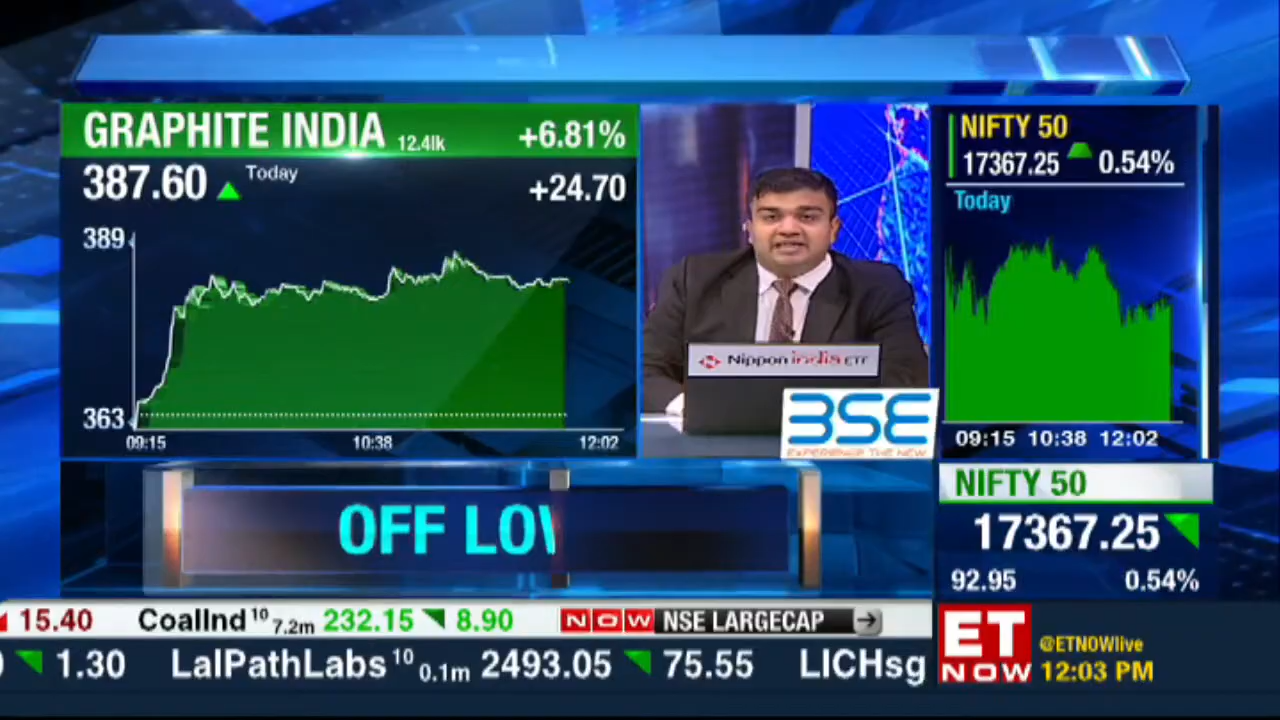 GRAPHITE INDIA 12.41k +6.81%
387.60 Today +24.70
389
363
09:15 10:38 12:02
Nippon india ETF
BSE
EXPERIENCE THE NEW
NIFTY 50
17367.25 0.54%
Today
09:15 10:38 12:02
OFF LOW
NIFTY 50
17367.25
92.95 0.54%
15.40 CoalInd 10 7.2m 232.15 8.90 NOW NSE LARGECAP
1.30 LalPathLabs 10 0.1m 2493.05 75.55 LICHsg
ET NOW
@ETNOWlive
12:03 PM